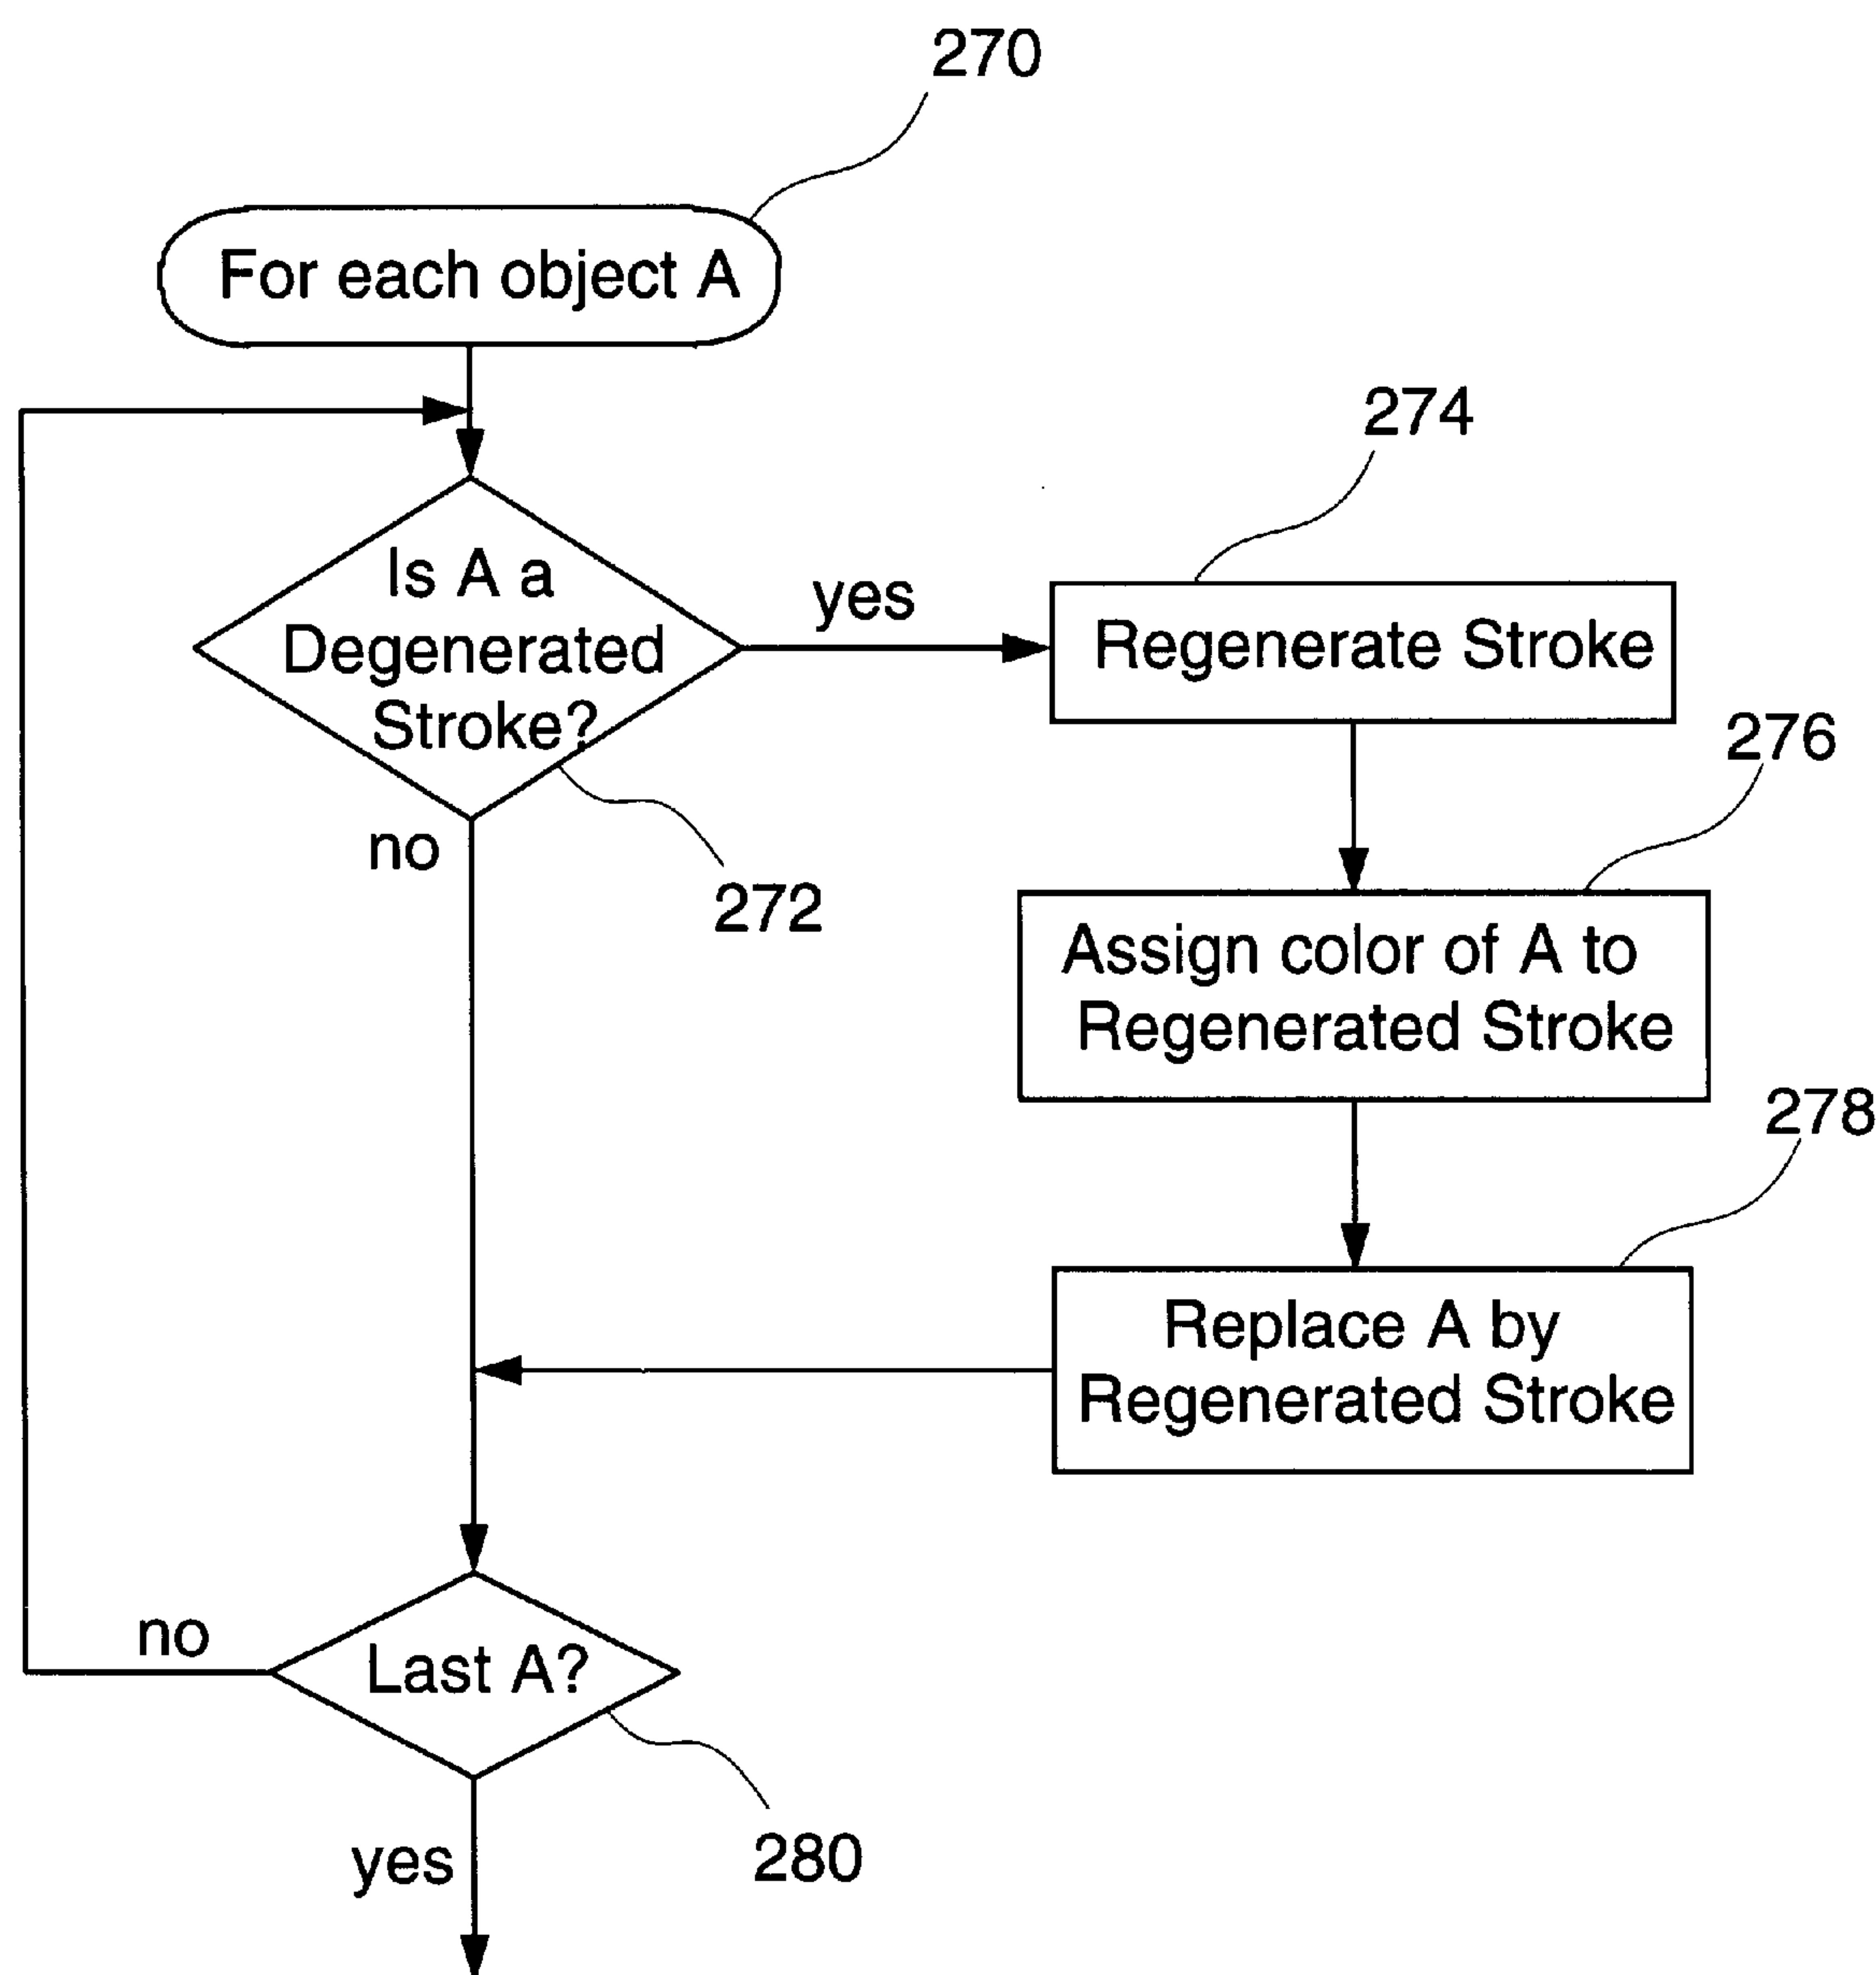 270
For each object A
274
Is A a
Degenerated
Stroke?
yes
Regenerate Stroke
276
no
272
Assign color of A to
Regenerated Stroke
278
Replace A by
Regenerated Stroke
no
Last A?
yes
280